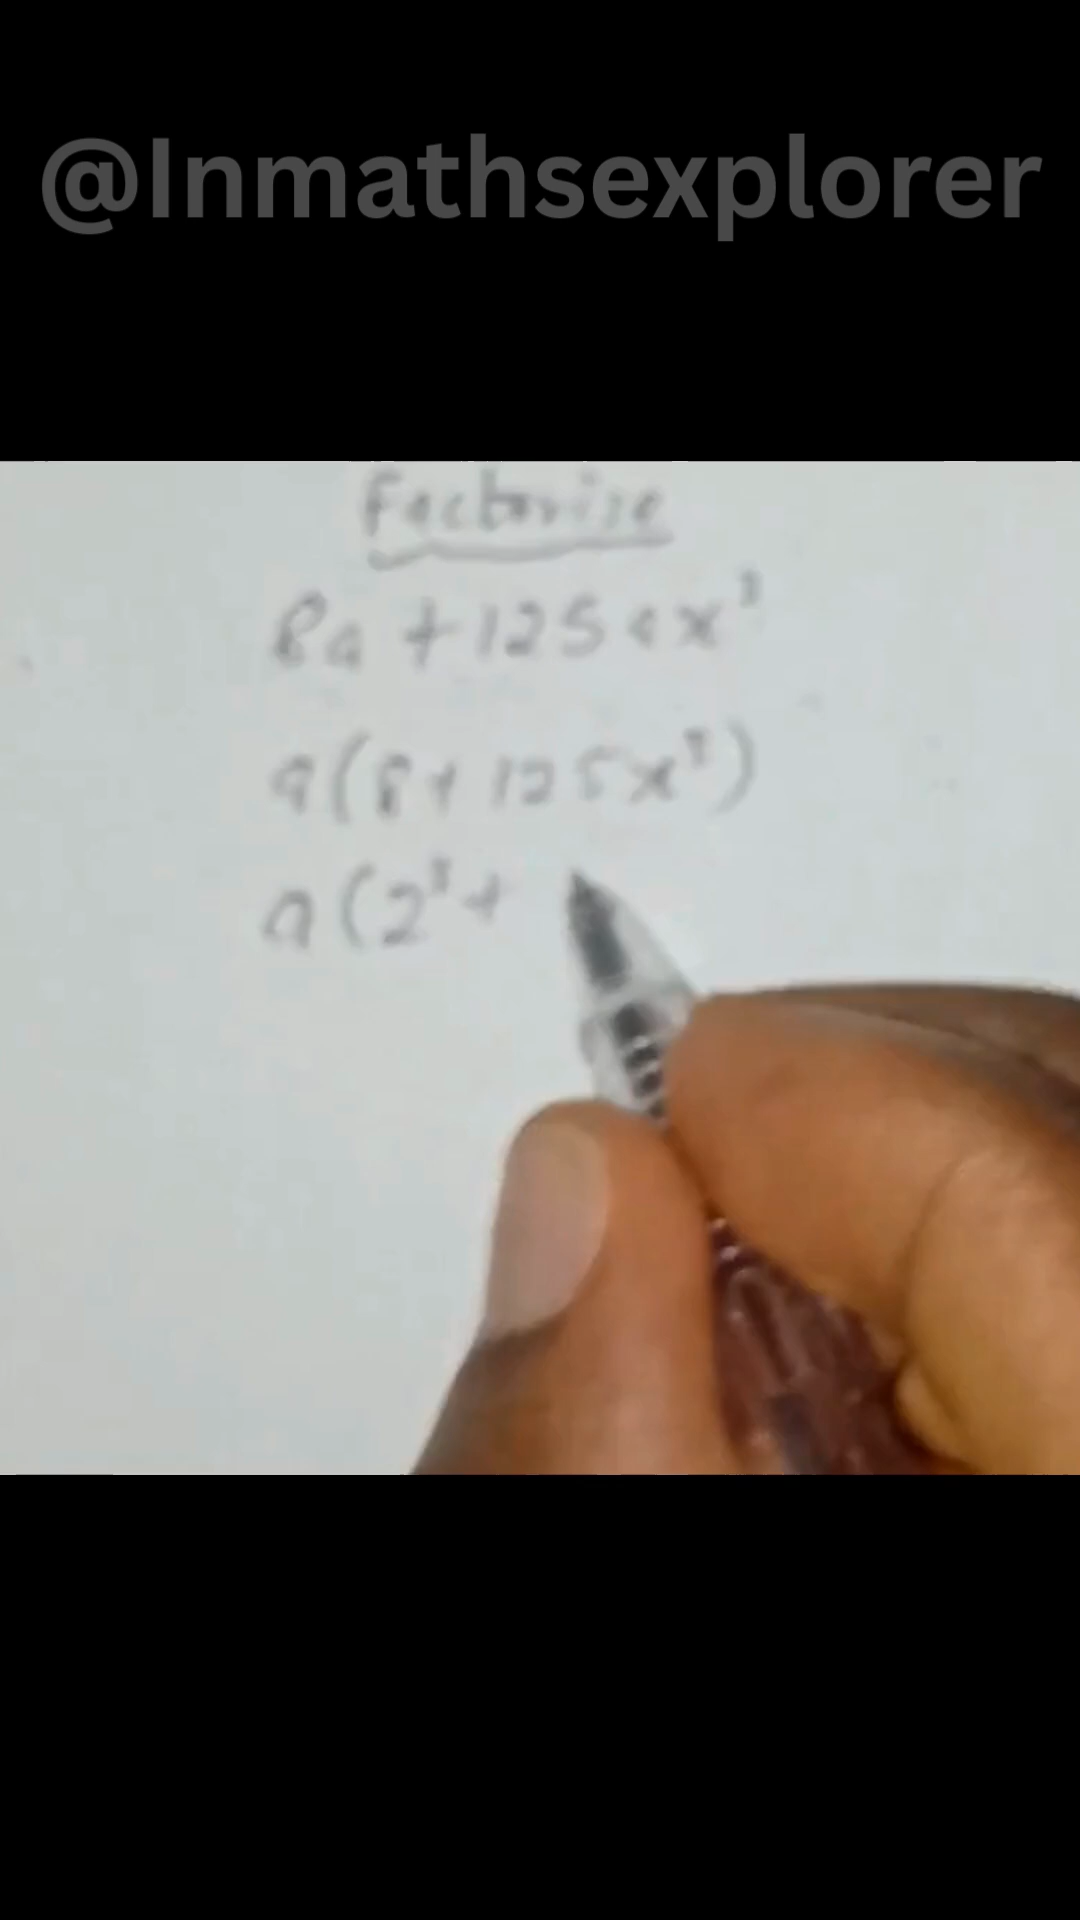 @Inmathsexplorer
Factorise
8a + 125ax³
a(8 + 125x³)
a(2³ +